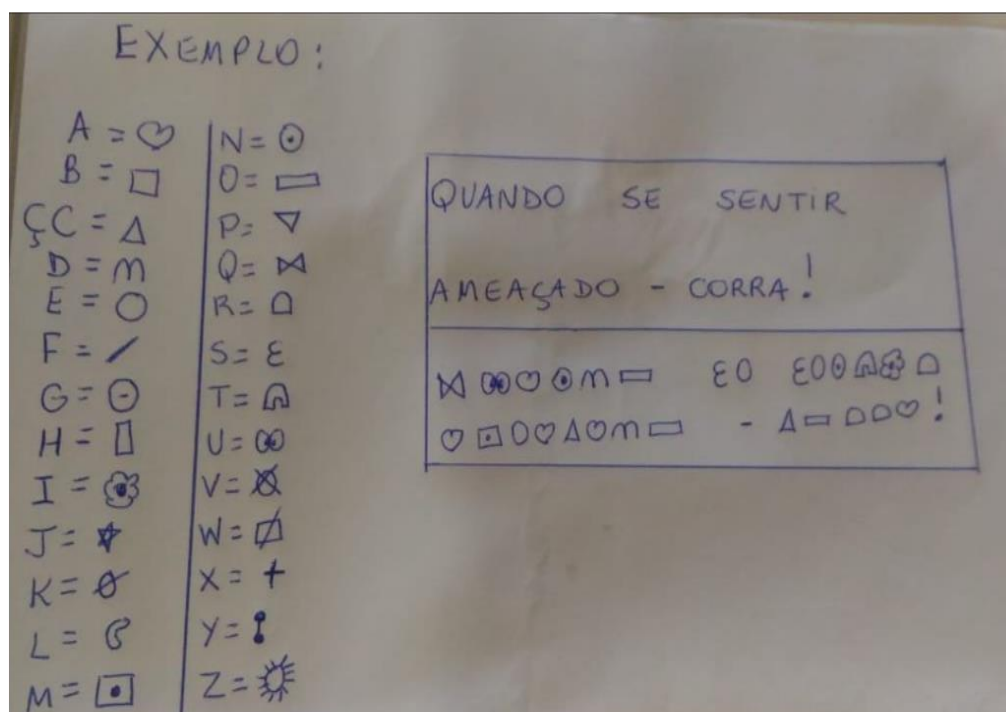 EXEMPLO:
A = ♡
B = □
ÇC = △
D = m
E = ○
F = /
G = ⊖
H = ▯
I =
J = ☆
K =
L =
M = ⊡
N = ⊙
O = ▭
P = ▽
Q = ⋈
R =
S = ε
T =
U =
V =
W =
X = +
Y =
Z =
QUANDO SE SENTIR
AMEAÇADO - CORRA!